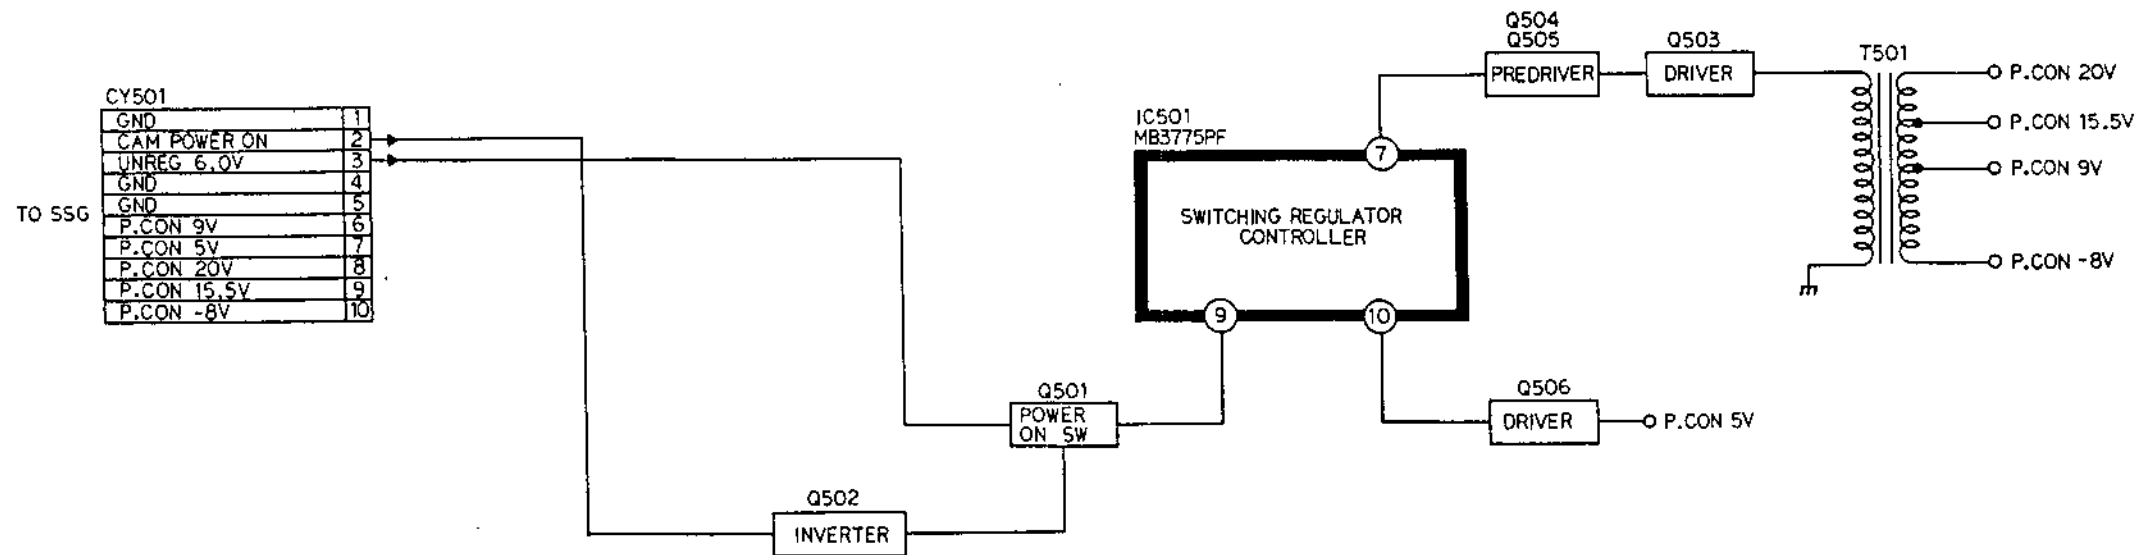 TO SSG
CY501
GND 1
CAM POWER ON 2
UNREG 6.0V 3
GND 4
GND 5
P.CON 9V 6
P.CON 5V 7
P.CON 20V 8
P.CON 15.5V 9
P.CON -8V 10
Q502
INVERTER
Q501
POWER
ON SW
IC501
MB3775PF
7
SWITCHING REGULATOR
CONTROLLER
9
10
Q504
Q505
PREDRIVER
Q503
DRIVER
T501
P.CON 20V
P.CON 15.5V
P.CON 9V
P.CON -8V
Q506
DRIVER
P.CON 5V